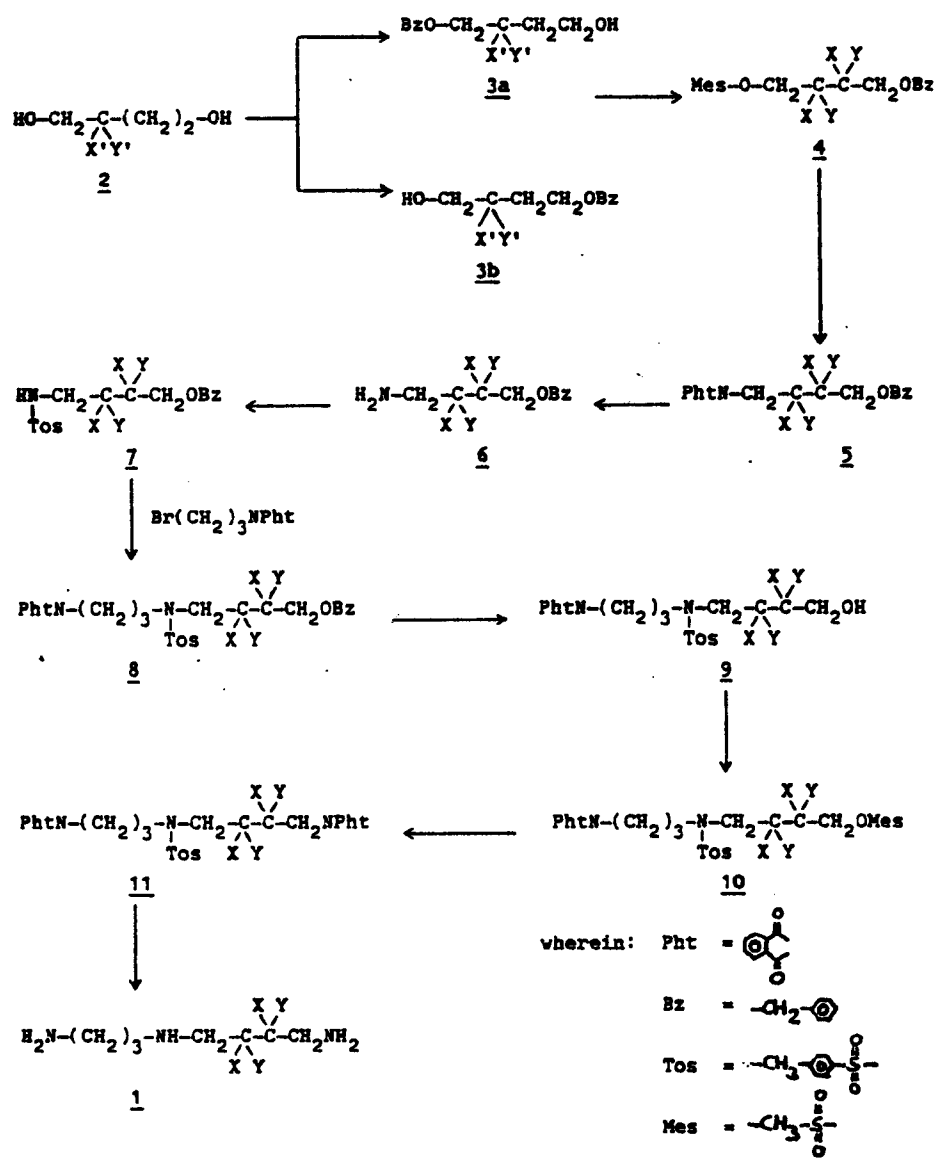 BzO-CH2-C-CH2-CH2OH
X'Y'
3a
HO-CH2-C-(CH2)2-OH
X'Y'
2
X Y
Mes-O-CH2-C-C-CH2OBz
X Y
4
HO-CH2-C-CH2CH2OBz
X'Y'
3b
X Y
HN-CH2-C-C-CH2OBz
Tos X Y
7
X Y
H2N-CH2-C-C-CH2OBz
X Y
6
X Y
PhtN-CH2-C-C-CH2OBz
X Y
5
Br(CH2)3NPht
X Y
PhtN-(CH2)3-N-CH2-C-C-CH2OBz
Tos X Y
8
X Y
PhtN-(CH2)3-N-CH2-C-C-CH2OH
Tos X Y
9
X Y
PhtN-(CH2)3-N-CH2-C-C-CH2NPht
Tos X Y
11
X Y
PhtN-(CH2)3-N-CH2-C-C-CH2OMes
Tos X Y
10
wherein: Pht =
O
O
Bz = -CH2-
X Y
H2N-(CH2)3-NH-CH2-C-C-CH2NH2
X Y
1
Tos = -CH2-
O
-S-
O
Mes = -CH3-
O
S-
O